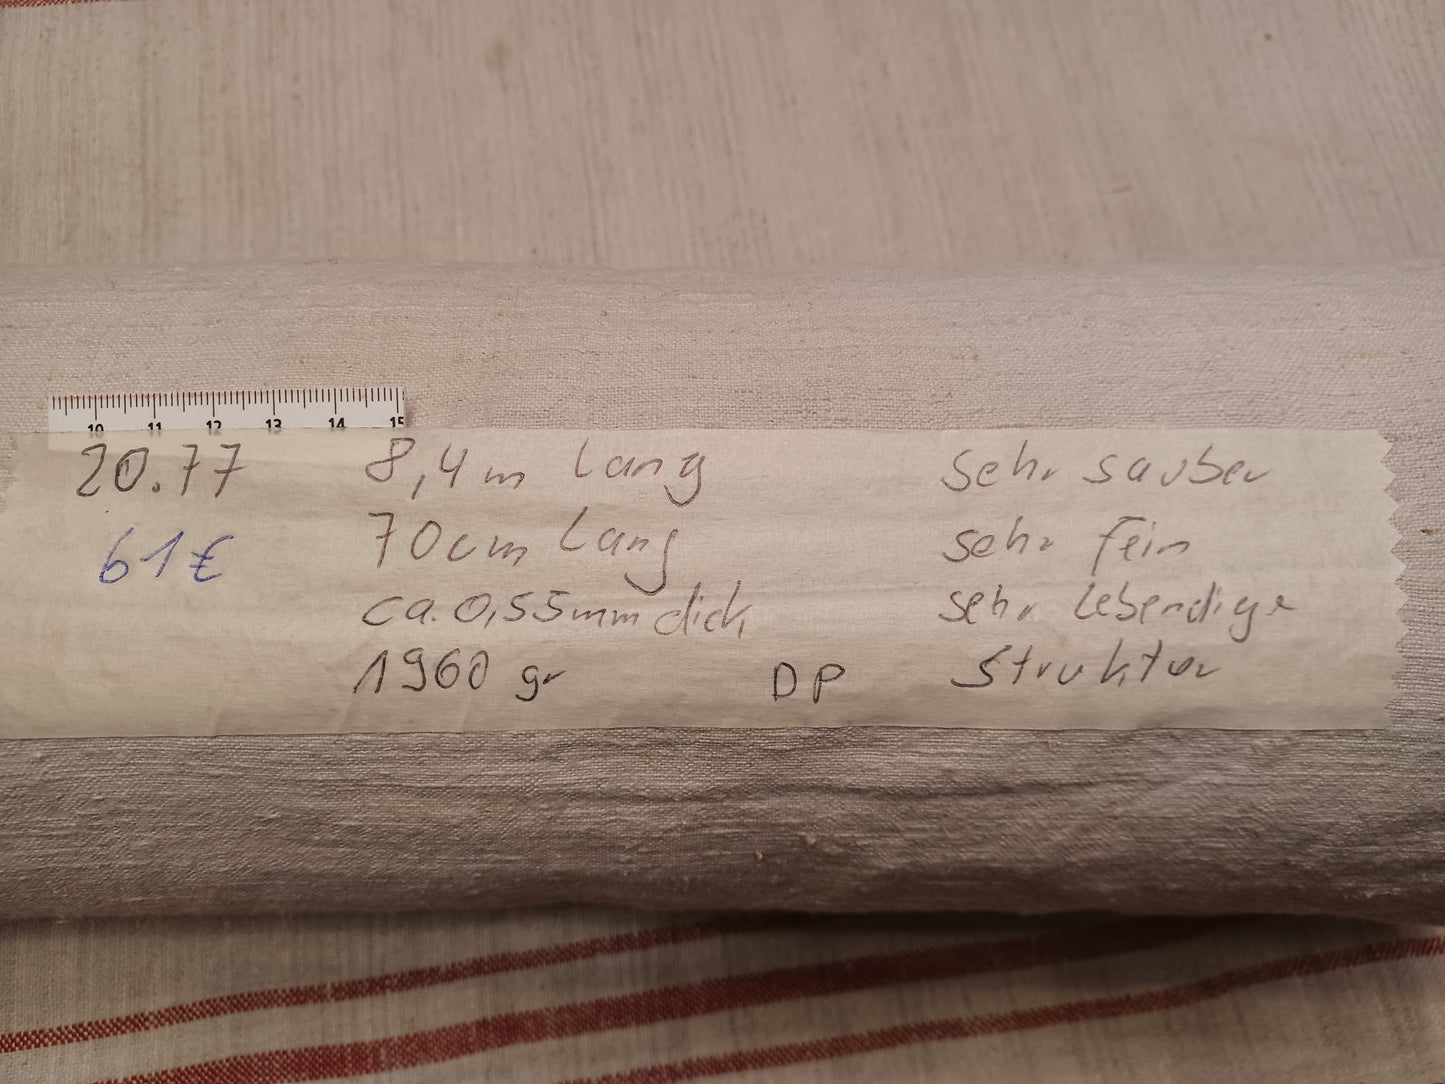 10 11 12 13 14 15
20.77 8,4m lang sehr sauber
61€ 70cm lang sehr fein
ca. 0,55mm dick sehr lebendige
1960 gr DP Struktur